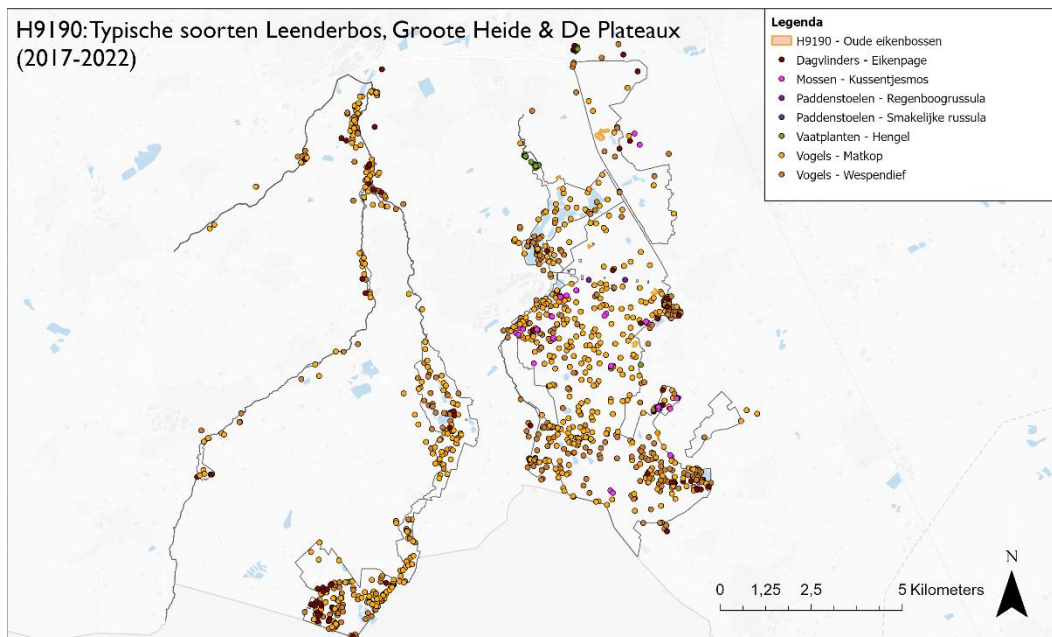 H9190: Typische soorten Leenderbos, Groote Heide & De Plateaux
(2017-2022)
Legenda
H9190 - Oude eikenbossen
Dagvlinders - Eikenpage
Mossen - Kussentjesmos
Paddenstoelen - Regenboogrussula
Paddenstoelen - Smakelijke russula
Vaatplanten - Hengel
Vogels - Matkop
Vogels - Wespendief
N
0 1,25 2,5 5 Kilometers